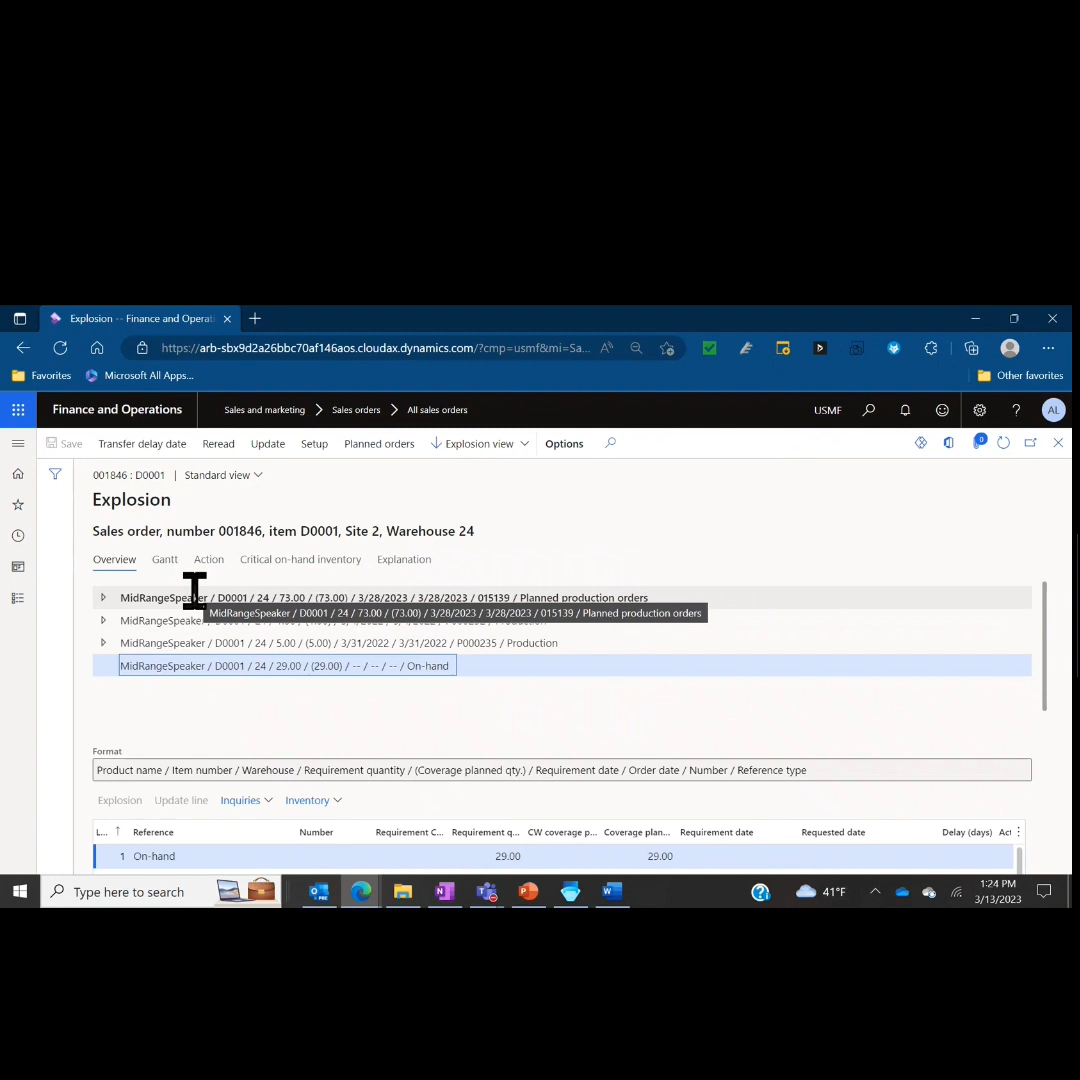 Explosion -- Finance and Operati
https://arb-sbx9d2a26bbc70af146aos.cloudax.dynamics.com/?cmp=usmf&mi=Sa...
Favorites Microsoft All Apps... Other favorites
Finance and Operations Sales and marketing Sales orders All sales orders USMF ? AL
Save Transfer delay date Reread Update Setup Planned orders Explosion view Options 0
001846 : D0001 | Standard view
Explosion
Sales order, number 001846, item D0001, Site 2, Warehouse 24
Overview Gantt Action Critical on-hand inventory Explanation
MidRangeSpeaker / D0001 / 24 / 73.00 / (73.00) / 3/28/2023 / 3/28/2023 / 015139 / Planned production orders
MidRangeSpeaker / D0001 / 24 / 73.00 / (73.00) / 3/28/2023 / 3/28/2023 / 015139 / Planned production orders
MidRangeSpeaker
MidRangeSpeaker / D0001 / 24 / 5.00 / (5.00) / 3/31/2022 / 3/31/2022 / P000235 / Production
MidRangeSpeaker / D0001 / 24 / 29.00 / (29.00) / -- / -- / -- / On-hand
Format
Product name / Item number / Warehouse / Requirement quantity / (Coverage planned qty.) / Requirement date / Order date / Number / Reference type
Explosion Update line Inquiries Inventory
L... Reference Number Requirement C... Requirement q... CW coverage p... Coverage plan... Requirement date Requested date Delay (days) Act
1 On-hand 29.00 29.00
Type here to search 41°F 1:24 PM
3/13/2023